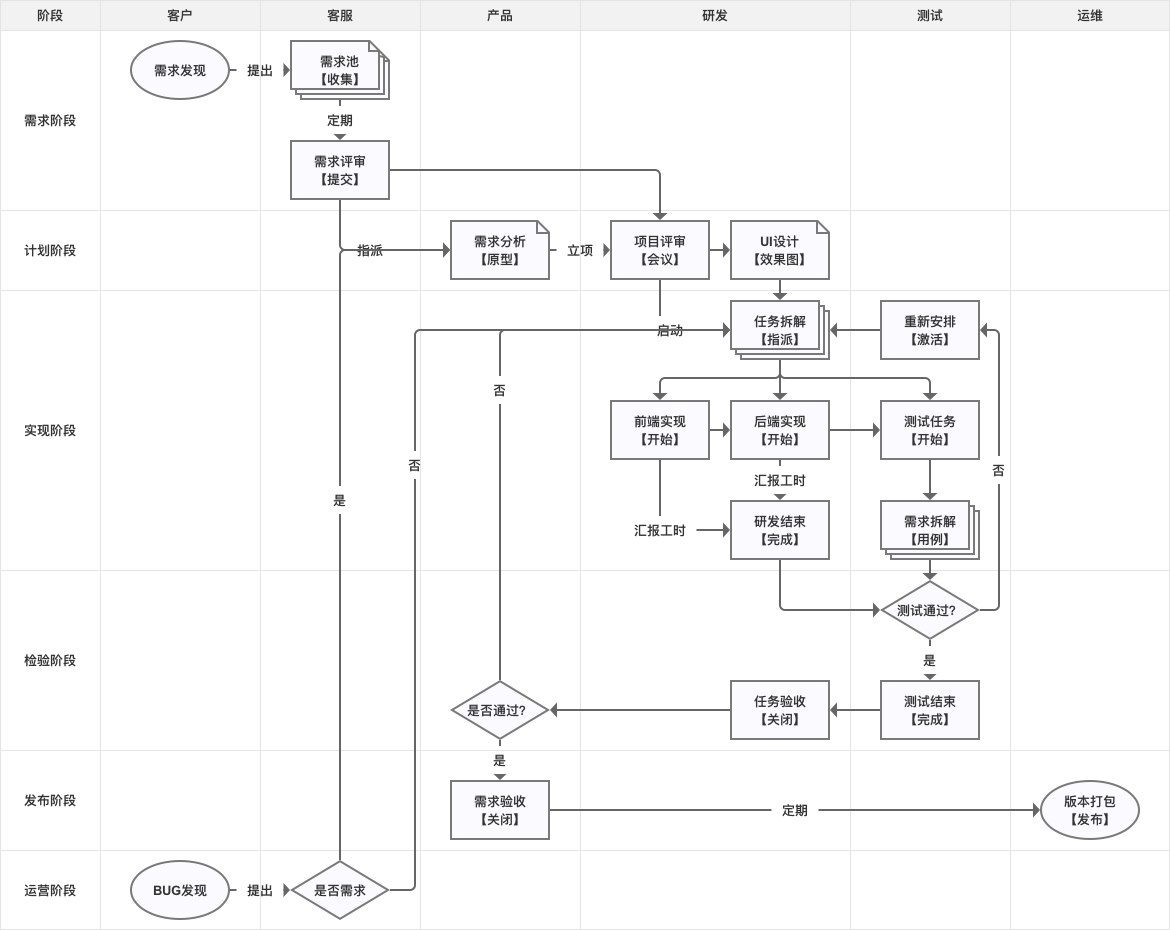 阶段
客户
客服
产品
研发
测试
运维
需求阶段
需求发现
提出
需求池
【收集】
定期
需求评审
【提交】
计划阶段
指派
需求分析
【原型】
立项
项目评审
【会议】
UI设计
【效果图】
实现阶段
启动
任务拆解
【指派】
重新安排
【激活】
否
前端实现
【开始】
后端实现
【开始】
测试任务
【开始】
否
否
汇报工时
是
汇报工时
研发结束
【完成】
需求拆解
【用例】
检验阶段
测试通过?
是
是否通过?
任务验收
【关闭】
测试结束
【完成】
发布阶段
是
需求验收
【关闭】
定期
版本打包
【发布】
运营阶段
BUG发现
提出
是否需求